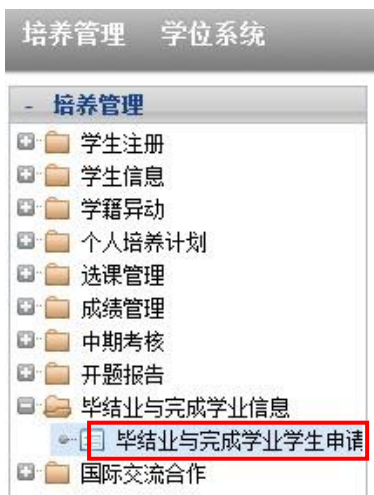 培养管理 学位系统
- 培养管理
学生注册
学生信息
学籍异动
个人培养计划
选课管理
成绩管理
中期考核
开题报告
毕结业与完成学业信息
毕结业与完成学业学生申请
国际交流合作